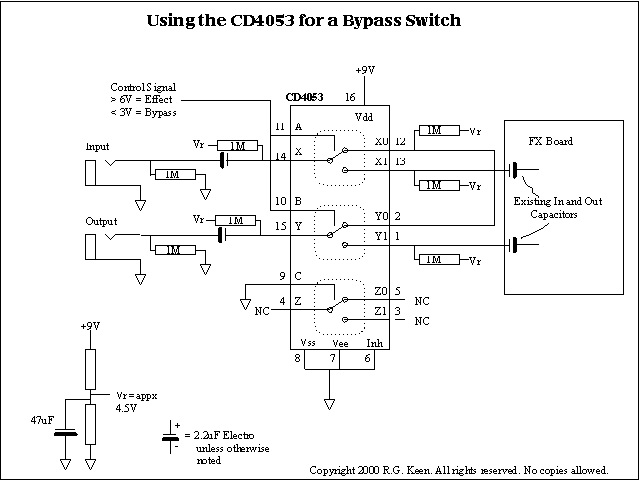 Using the CD4053 for a Bypass Switch
+9V
Control Signal
> 6V = Effect
< 3V = Bypass
CD4053
16
Vdd
11 A
Vr 1M
Input
14 X
1M
X0 12
1M Vr
X1 13
1M Vr
FX Board
Existing In and Out
Capacitors
10 B
Vr 1M
Output
15 Y
1M
Y0 2
Y1 1
1M Vr
9 C
4 Z
NC
Z0 5 NC
Z1 3 NC
Vss Vee Inh
8 7 6
+9V
Vr = appx
4.5V
47uF
+
-
= 2.2uF Electro
unless otherwise
noted
Copyright 2000 R.G. Keen. All rights reserved. No copies allowed.